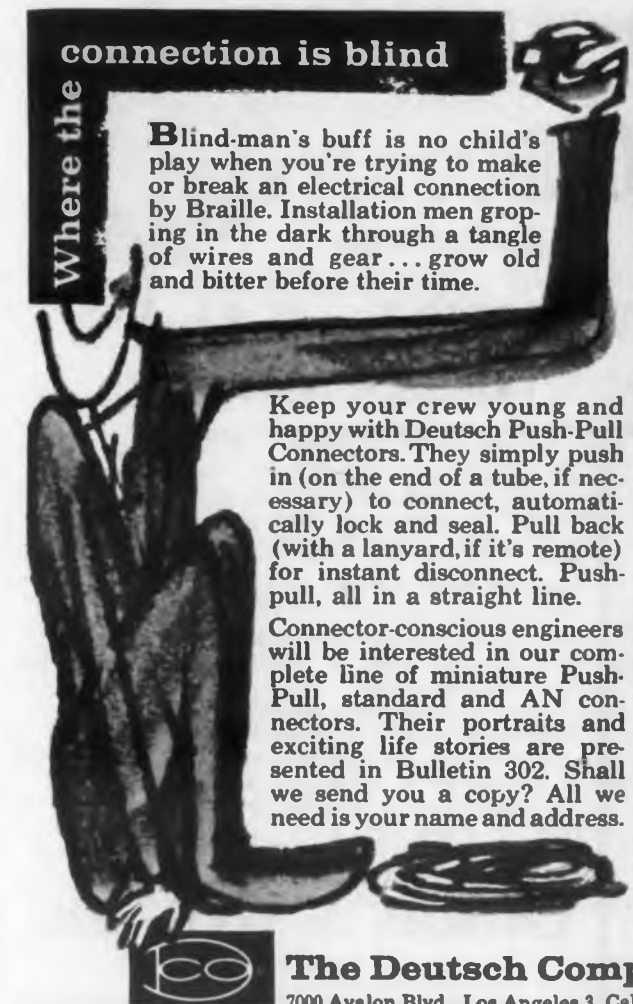 Where the
connection is blind
Blind-man's buff is no child's
play when you're trying to make
or break an electrical connection
by Braille. Installation men grop-
ing in the dark through a tangle
of wires and gear...grow old
and bitter before their time.
Keep your crew young and
happy with Deutsch Push-Pull
Connectors. They simply push
in (on the end of a tube, if nec-
essary) to connect, automati-
cally lock and seal. Pull back
(with a lanyard, if it's remote)
for instant disconnect. Push-
pull, all in a straight line.
Connector-conscious engineers
will be interested in our com-
plete line of miniature Push-
Pull, standard and AN con-
nectors. Their portraits and
exciting life stories are pre-
sented in Bulletin 302. Shall
we send you a copy? All we
need is your name and address.
The Deutsch Comp
7000 Avalon Blvd., Los Angeles 3, Cal